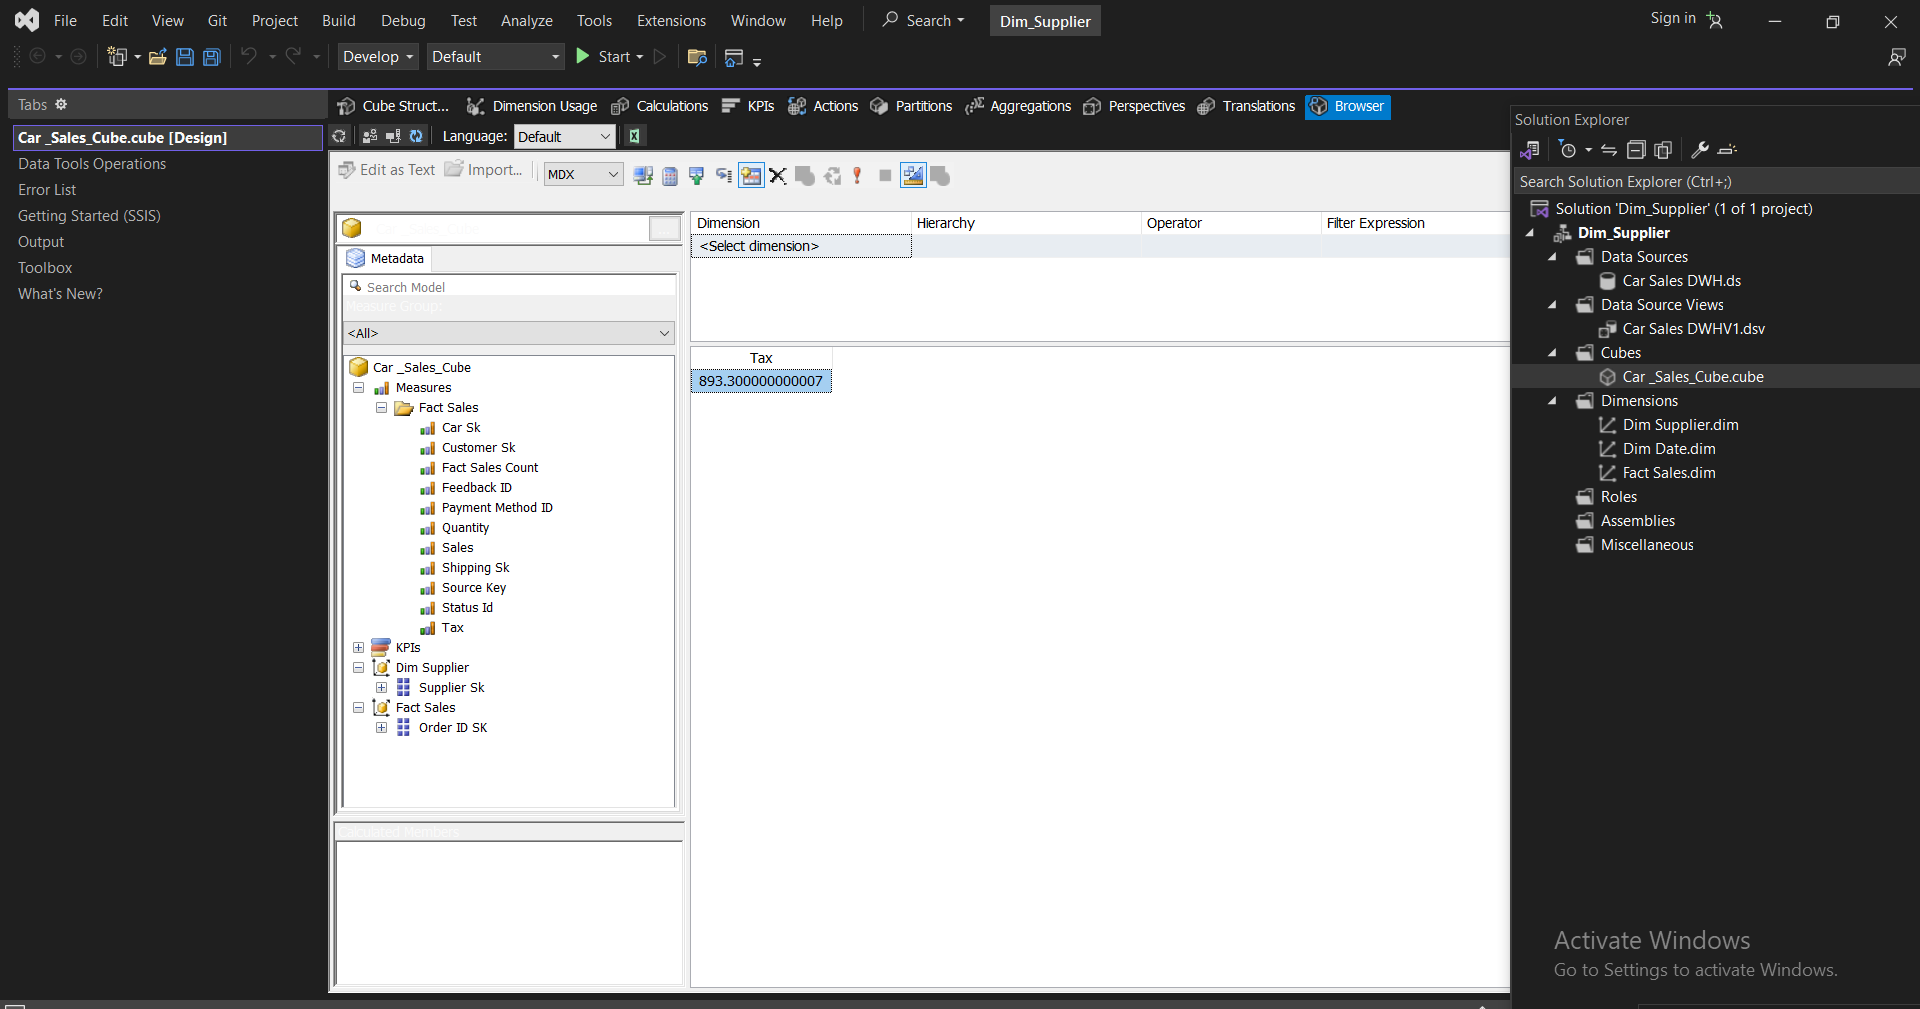 File Edit View Git Project Build Debug Test Analyze Tools Extensions Window Help Search Dim_Supplier Sign in
Develop Default Start
Tabs
Car _Sales_Cube.cube [Design]
Data Tools Operations
Error List
Getting Started (SSIS)
Output
Toolbox
What's New?
Cube Struct... Dimension Usage Calculations KPIs Actions Partitions Aggregations Perspectives Translations Browser
Language: Default
Edit as Text Import... MDX
Metadata
Search Model
Measure Group:
<All>
Car _Sales_Cube
Measures
Fact Sales
Car Sk
Customer Sk
Fact Sales Count
Feedback ID
Payment Method ID
Quantity
Sales
Shipping Sk
Source Key
Status Id
Tax
KPIs
Dim Supplier
Supplier Sk
Fact Sales
Order ID SK
Calculated Members
Dimension Hierarchy Operator Filter Expression
<Select dimension>
Tax
893.300000000007
Solution Explorer
Search Solution Explorer (Ctrl+;)
Solution 'Dim_Supplier' (1 of 1 project)
Dim_Supplier
Data Sources
Car Sales DWH.ds
Data Source Views
Car Sales DWHV1.dsv
Cubes
Car _Sales_Cube.cube
Dimensions
Dim Supplier.dim
Dim Date.dim
Fact Sales.dim
Roles
Assemblies
Miscellaneous
Activate Windows
Go to Settings to activate Windows.